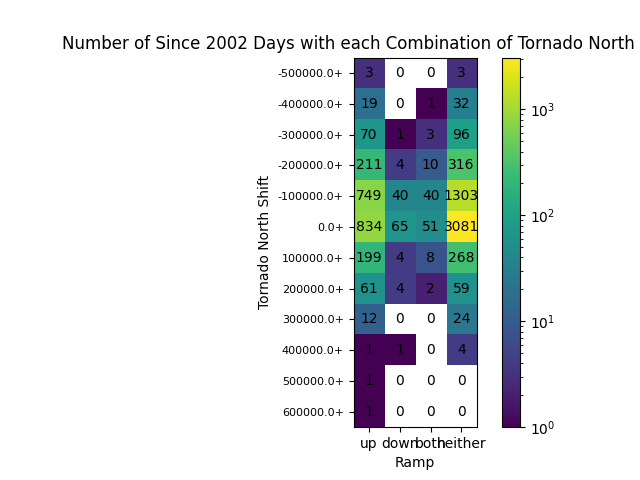 Number of Since 2002 Days with each Combination of Tornado North
-500000.0+ 3 0 0 3
-400000.0+ 19 0 1 32
-300000.0+ 70 1 3 96
-200000.0+ 211 4 10 316
-100000.0+ 749 40 40 1303
0.0+ 834 65 51 3081
100000.0+ 199 4 8 268
200000.0+ 61 4 2 59
300000.0+ 12 0 0 24
400000.0+ 1 1 0 4
500000.0+ 1 0 0 0
600000.0+ 1 0 0 0
up down both neither
Ramp
Tornado North Shift
10³
10²
10¹
10⁰